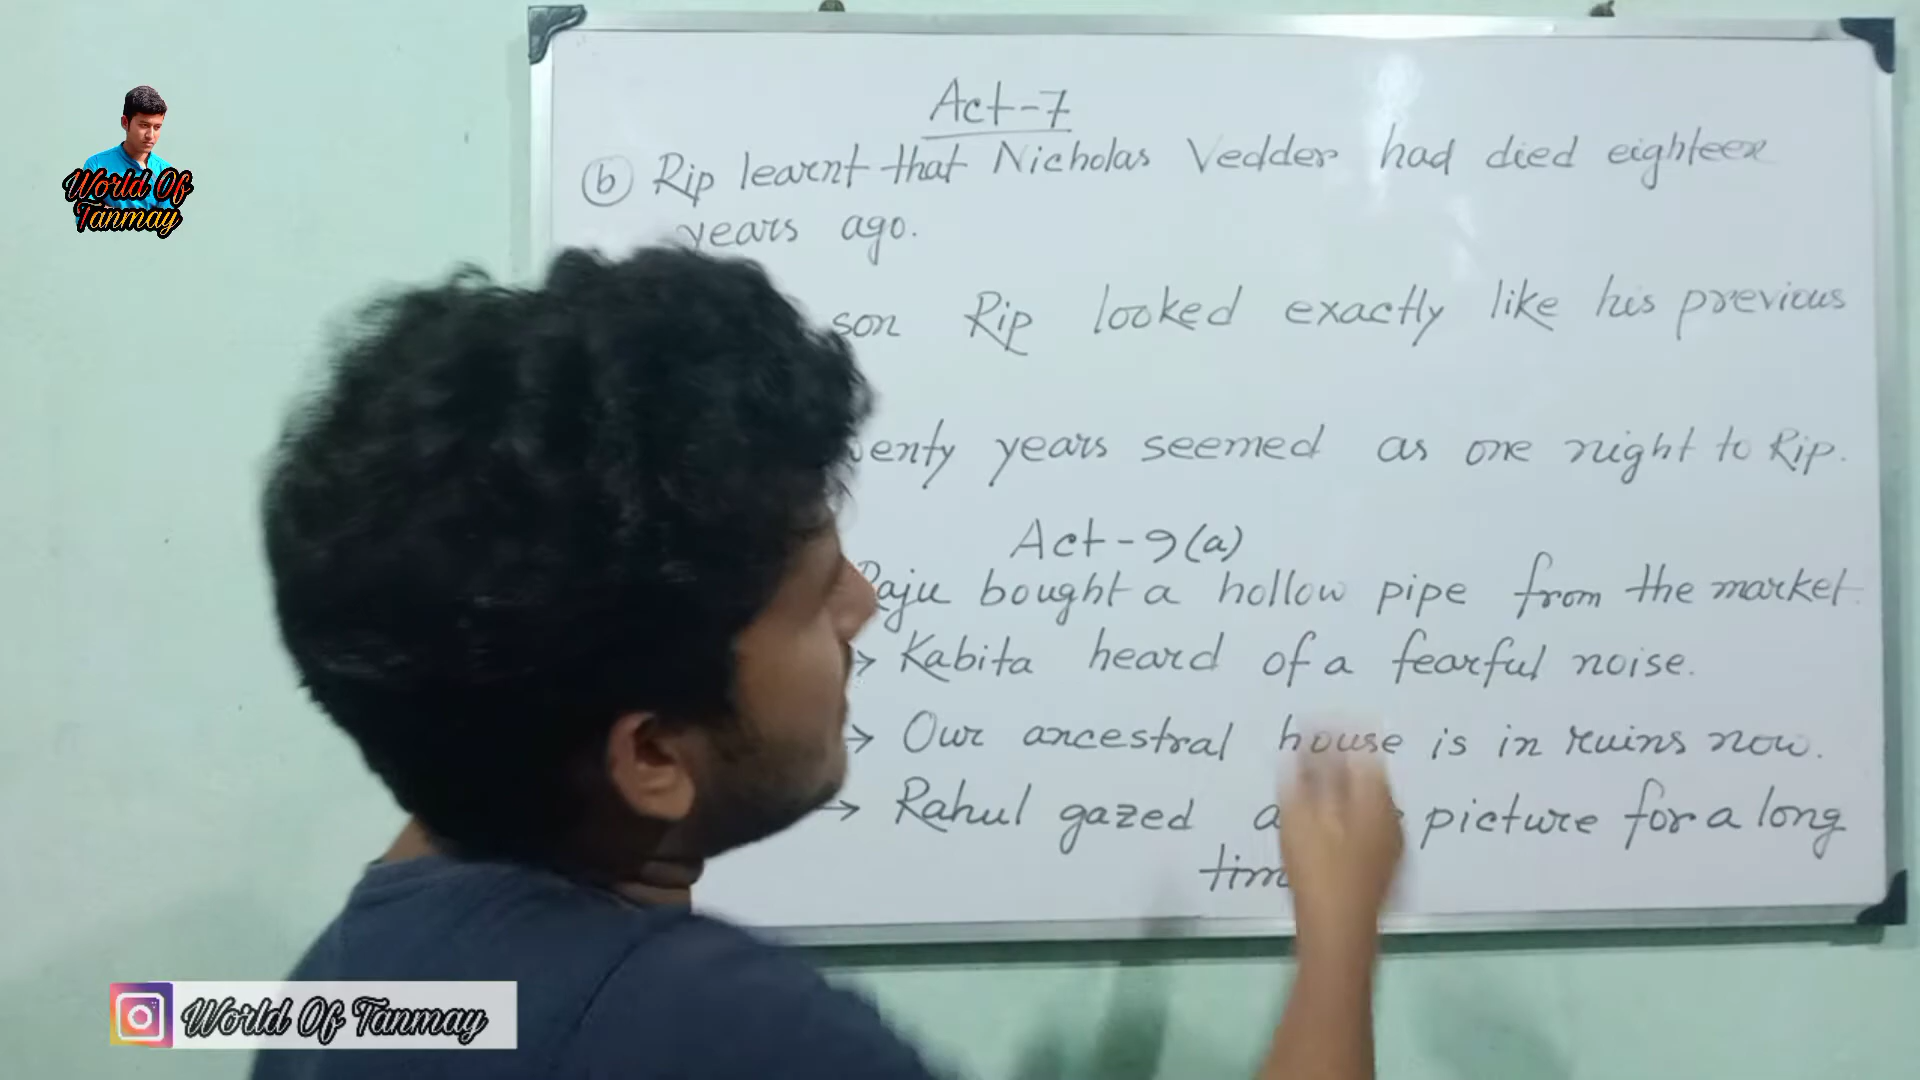 World Of
Tanmay
Act-7
b Rip learnt that Nicholas Vedder had died eighteen
years ago.
son Rip looked exactly like his previous
years seemed as one night to Rip.
Act-9(a)
bought a hollow pipe from the market.
→ Kabita heard of a fearful noise.
→ Our ancestral house is in ruins now.
→ Rahul gazed picture for a long
World Of Tanmay